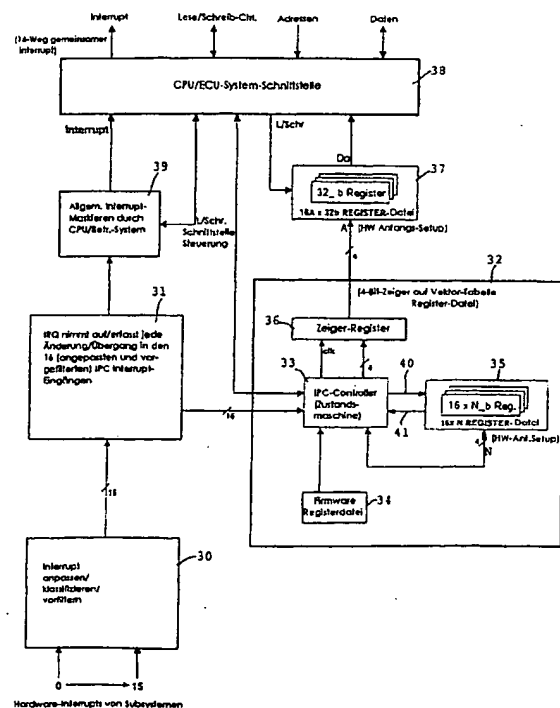 Interrupt
Lese/Schreib-Ctrl.
Adressen
Daten
(16-Weg gemeinsamer
Interrupt)
CPU/ECU-System-Schnittstelle
38
Interrupt
L/Schr
Da
37
32_b Register
16A x 32b REGISTER-Datei
39
Allgem. Interrupt-
Maskieren durch
CPU/Betr.-System
L/Schr.
Schnittstelle
Steuerung
A
(HW Anfangs-Setup)
4
32
(4-Bit-Zeiger auf Vektor-Tabelle
Register-Datei)
31
IRQ nimmt auf/erfasst jede
Änderung/Übergang in den
16 (angepassten und vor-
gefilterten) IPC Interrupt-
Eingängen
36
Zeiger-Register
clk
4
33
IPC-Controller
(Zustands-
maschine)
40
41
35
16 x N_b Reg.
16x N REGISTER-Datei
(HW-Anf.Setup)
4
N
16
Firmware
Registerdatei
34
16
30
Interrupt
anpassen/
klassifizieren/
vorfiltern
0
15
Hardware-Interrupts von Subsystemen